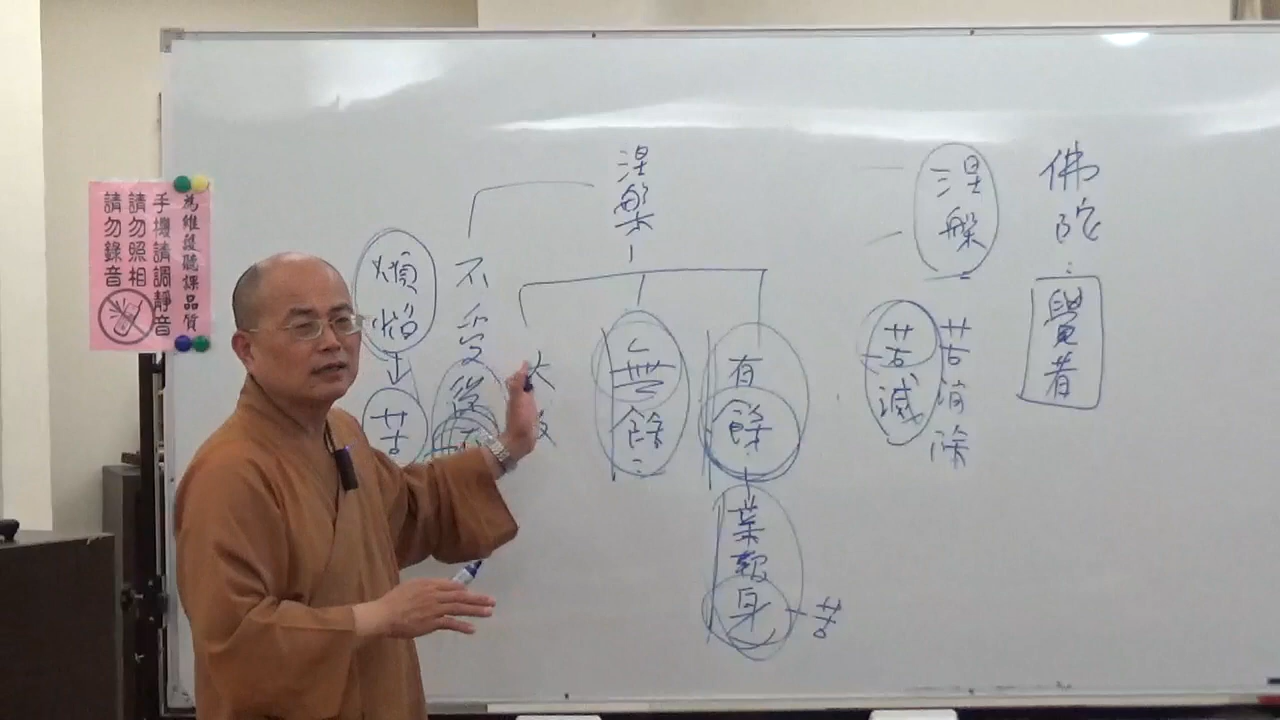 佛陀：
覺者
涅槃
苦消除
苦滅
涅槃
有餘
業報身
苦
無餘：
不受後
煩惱
苦
為維護聽課品質
手機請調靜音
請勿照相
請勿錄音